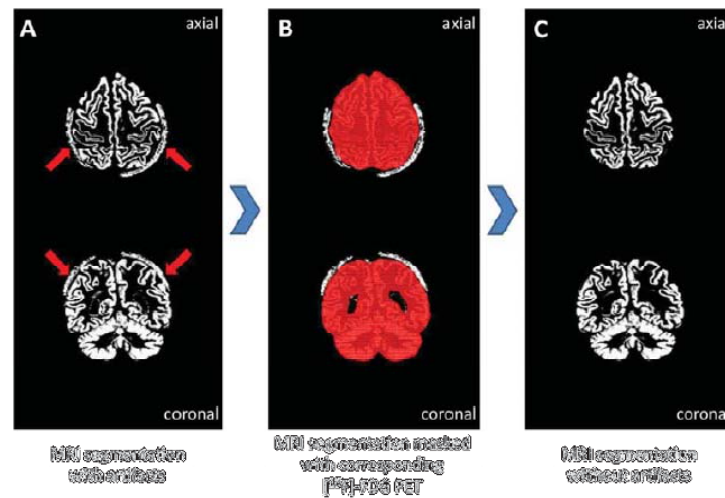 A
axial
coronal
B
axial
coronal
C
axial
coronal
MRI segmentation
with artifacts
MRI segmentation masked
with corresponding
[¹⁸F]-FDG PET
MRI segmentation
without artifacts